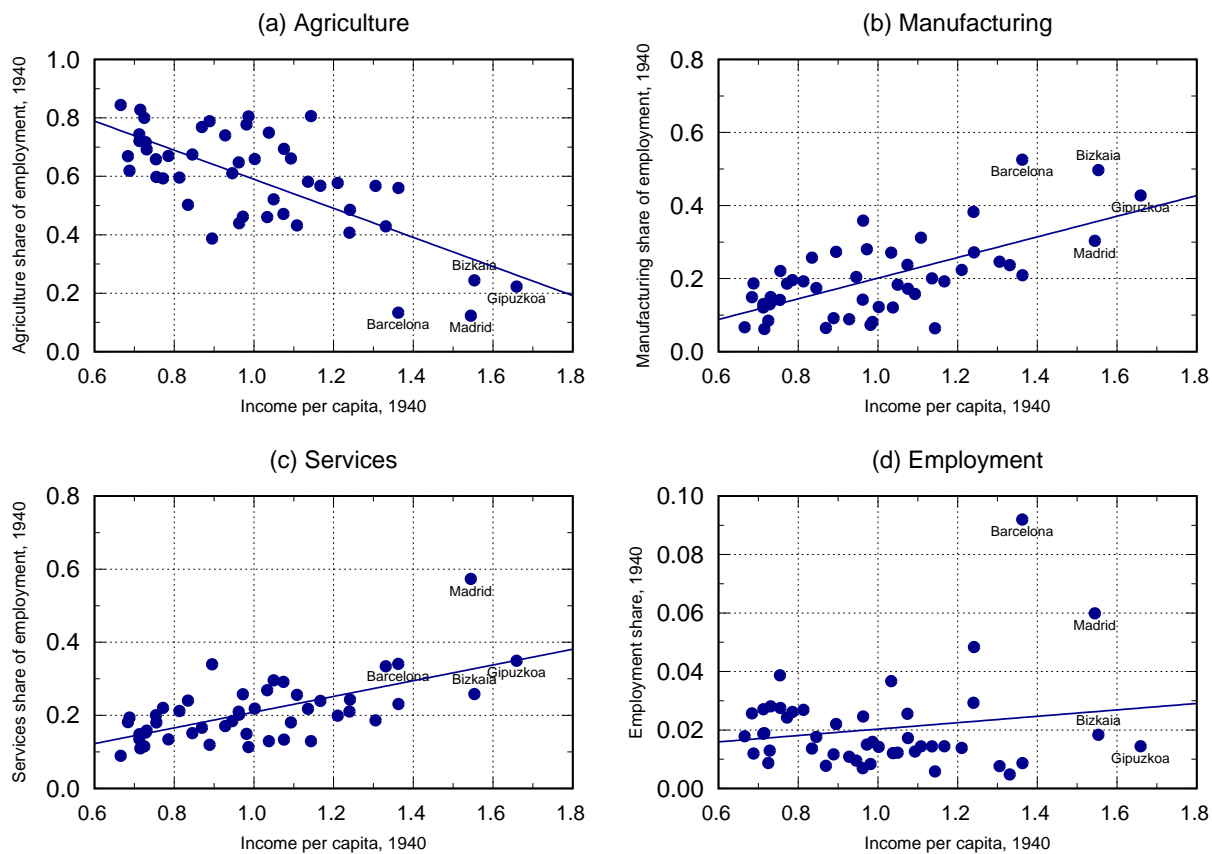 (a) Agriculture
Agriculture share of employment, 1940
1.0
0.8
0.6
0.4
0.2
0.0
Bizkaia
Gipuzkoa
Barcelona
Madrid
0.6 0.8 1.0 1.2 1.4 1.6 1.8
Income per capita, 1940
(b) Manufacturing
Manufacturing share of employment, 1940
0.8
0.6
0.4
0.2
0.0
Bizkaia
Barcelona
Gipuzkoa
Madrid
0.6 0.8 1.0 1.2 1.4 1.6 1.8
Income per capita, 1940
(c) Services
Services share of employment, 1940
0.8
0.6
0.4
0.2
0.0
Madrid
Barcelona
Bizkaia
Gipuzkoa
0.6 0.8 1.0 1.2 1.4 1.6 1.8
Income per capita, 1940
(d) Employment
Employment share, 1940
0.10
0.08
0.06
0.04
0.02
0.00
Barcelona
Madrid
Bizkaia
Gipuzkoa
0.6 0.8 1.0 1.2 1.4 1.6 1.8
Income per capita, 1940